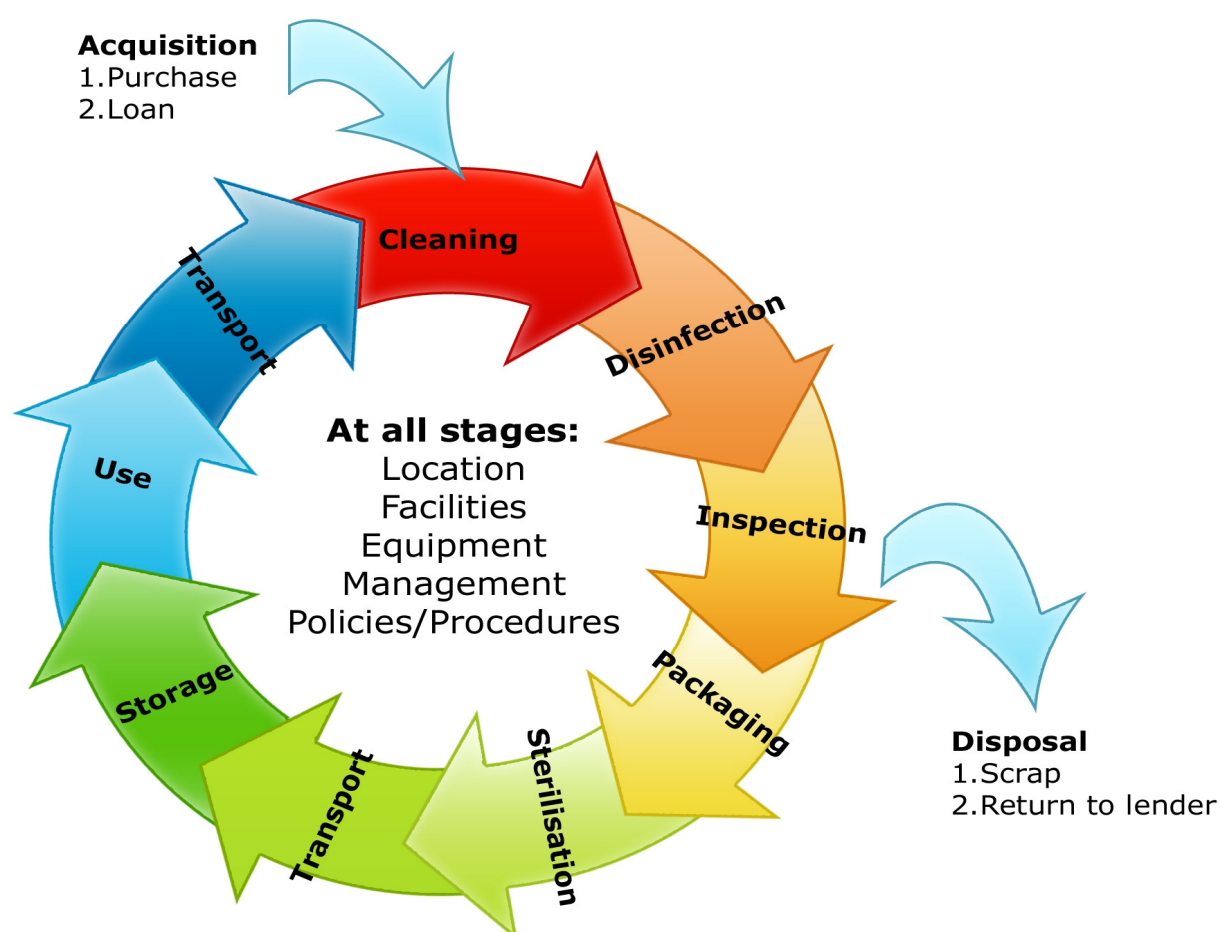 Acquisition
1.Purchase
2.Loan
Cleaning
Disinfection
Inspection
Packaging
Sterilisation
Transport
Storage
Use
Transport
At all stages:
Location
Facilities
Equipment
Management
Policies/Procedures
Disposal
1.Scrap
2.Return to lender